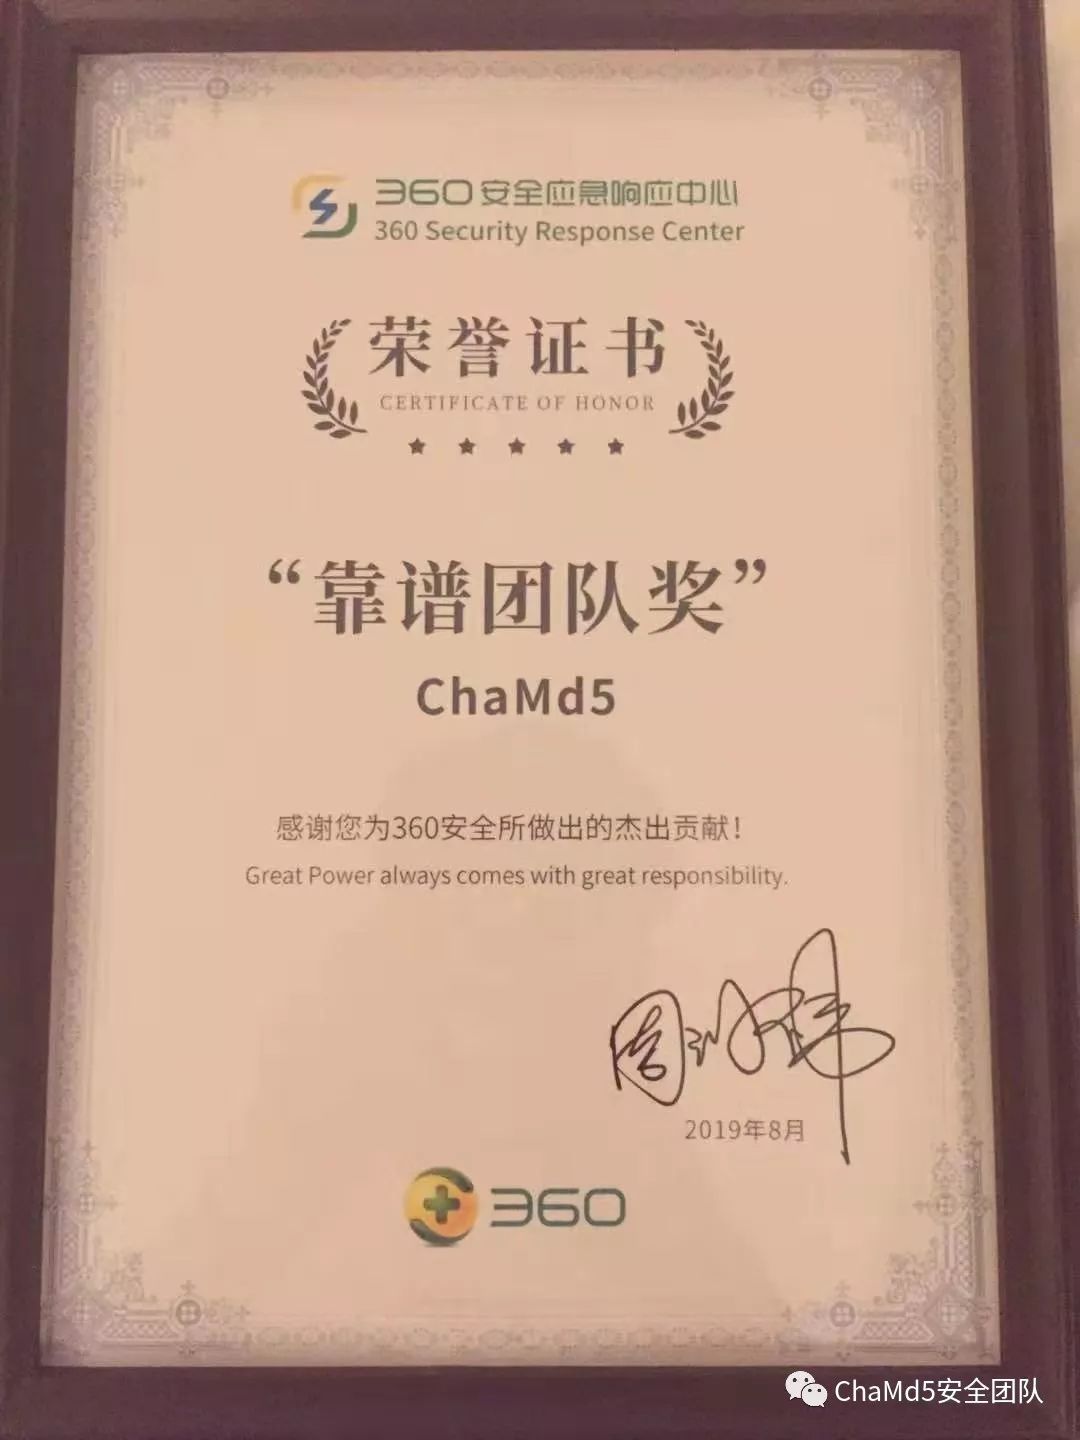 360安全应急响应中心
360 Security Response Center
荣誉证书
CERTIFICATE OF HONOR
“靠谱团队奖”
ChaMd5
感谢您为360安全所做出的杰出贡献！
Great Power always comes with great responsibility.
2019年8月
360
ChaMd5安全团队